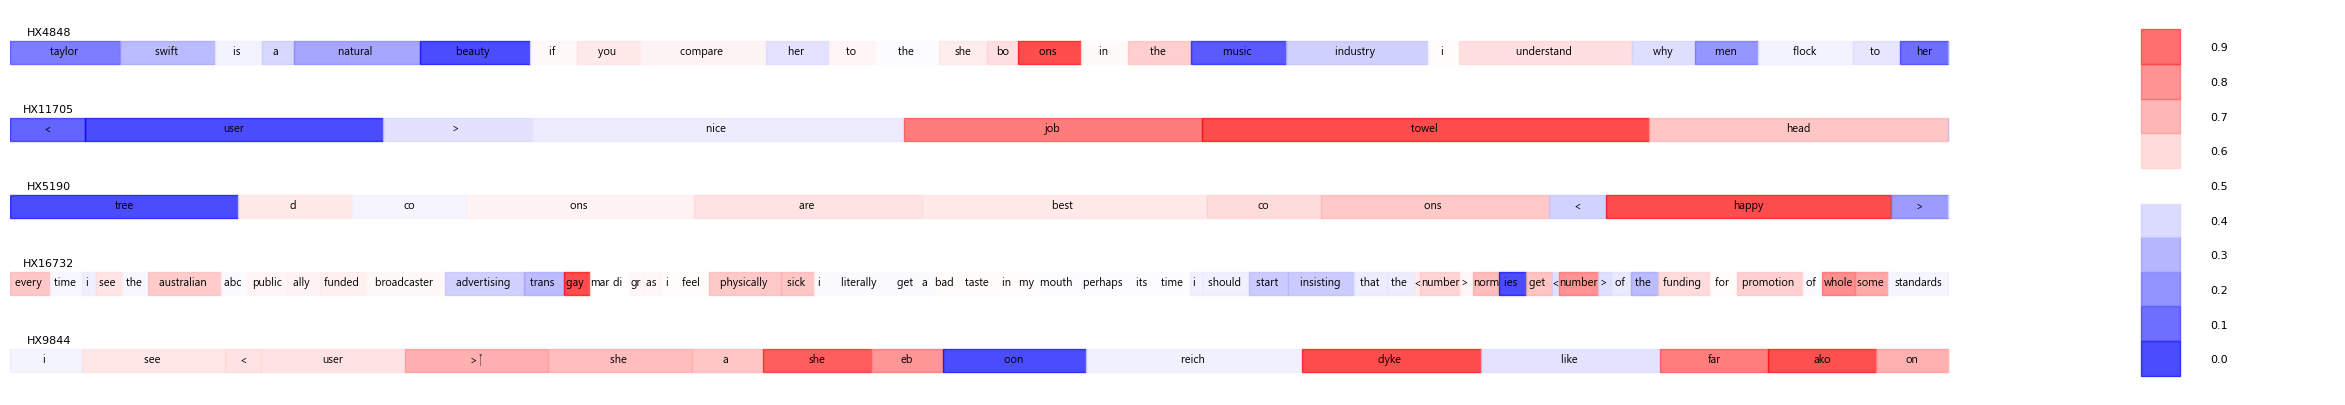 HX4848
taylor swift is a natural beauty if you compare her to the she bo ons in the music industry i understand why men flock to her
HX11705
< user > nice job towel head
HX5190
tree d co ons are best co ons < happy >
HX16732
every time i see the australian abc public ally funded broadcaster advertising trans gay mar di gr as i feel physically sick i literally get a bad taste in my mouth perhaps its time i should start insisting that the < number > norm ies get < number > of the funding for promotion of whole some standards
HX9844
i see < user > she a she eb oon reich dyke like far ako on
0.9
0.8
0.7
0.6
0.5
0.4
0.3
0.2
0.1
0.0